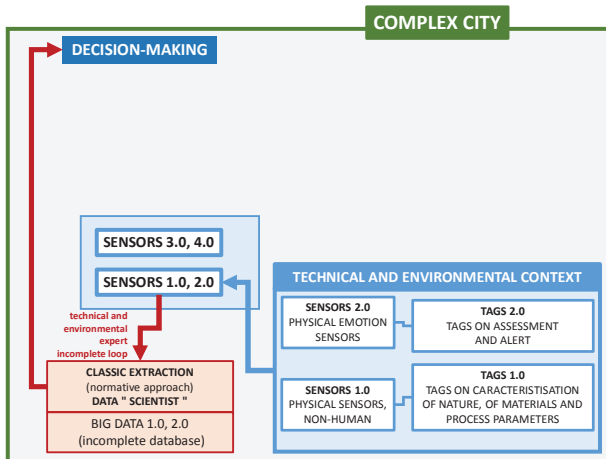 COMPLEX CITY
DECISION-MAKING
SENSORS 3.0, 4.0
SENSORS 1.0, 2.0
technical and
environmental
expert
incomplete loop
CLASSIC EXTRACTION
(normative approach)
DATA " SCIENTIST "
BIG DATA 1.0, 2.0
(incomplete database)
TECHNICAL AND ENVIRONMENTAL CONTEXT
SENSORS 2.0
PHYSICAL EMOTION
SENSORS
TAGS 2.0
TAGS ON ASSESSMENT
AND ALERT
SENSORS 1.0
PHYSICAL SENSORS,
NON-HUMAN
TAGS 1.0
TAGS ON CARACTERISTISATION
OF NATURE, OF MATERIALS AND
PROCESS PARAMETERS